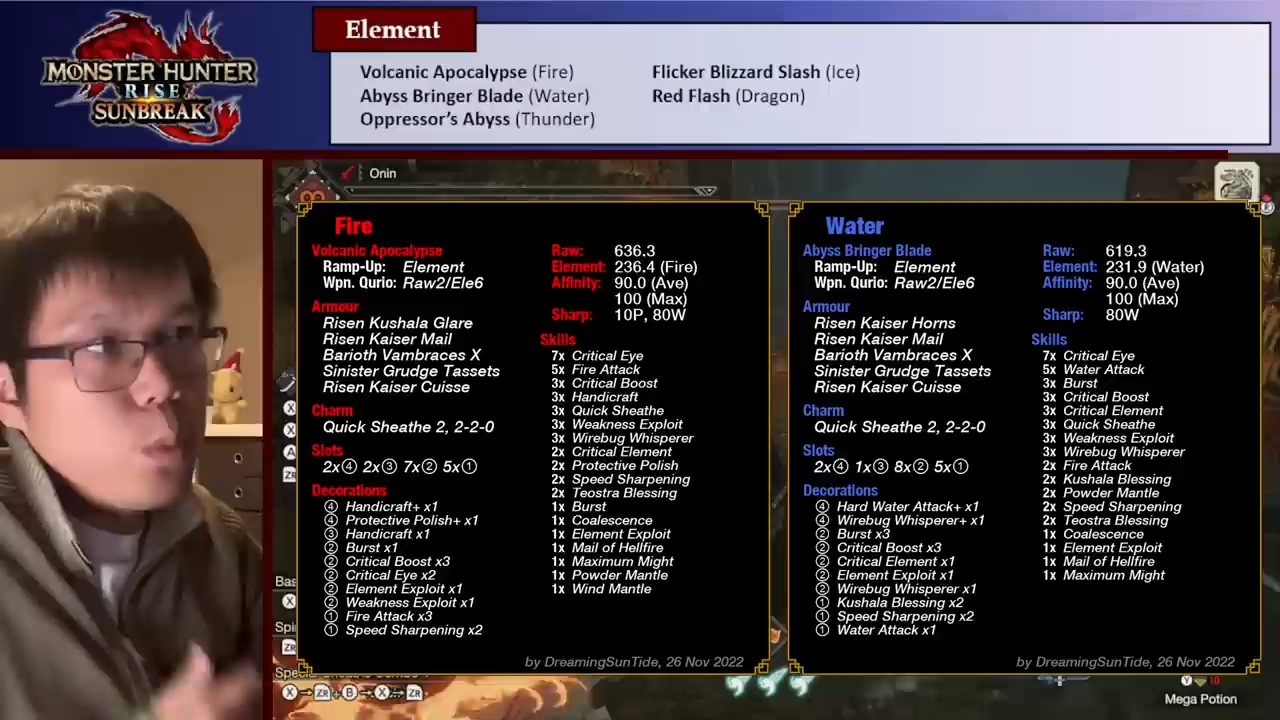 MONSTER HUNTER
RISE
SUNBREAK
Element
Volcanic Apocalypse (Fire)
Abyss Bringer Blade (Water)
Oppressor's Abyss (Thunder)
Flicker Blizzard Slash (Ice)
Red Flash (Dragon)
Onin
Fire
Volcanic Apocalypse
Ramp-Up: Element
Wpn. Qurio: Raw2/Ele6
Armour
Risen Kushala Glare
Risen Kaiser Mail
Barioth Vambraces X
Sinister Grudge Tassets
Risen Kaiser Cuisse
Charm
Quick Sheathe 2, 2-2-0
Slots
2x④ 2x③ 7x② 5x①
Decorations
④ Handicraft+ x1
④ Protective Polish+ x1
③ Handicraft x1
② Burst x1
② Critical Boost x3
② Critical Eye x2
② Element Exploit x1
② Weakness Exploit x1
① Fire Attack x3
① Speed Sharpening x2
Raw: 636.3
Element: 236.4 (Fire)
Affinity: 90.0 (Ave)
100 (Max)
Sharp: 10P, 80W
Skills
7x Critical Eye
5x Fire Attack
3x Critical Boost
3x Handicraft
3x Quick Sheathe
3x Weakness Exploit
3x Wirebug Whisperer
2x Critical Element
2x Protective Polish
2x Speed Sharpening
2x Teostra Blessing
1x Burst
1x Coalescence
1x Element Exploit
1x Mail of Hellfire
1x Maximum Might
1x Powder Mantle
1x Wind Mantle
by DreamingSunTide, 26 Nov 2022
Water
Abyss Bringer Blade
Ramp-Up: Element
Wpn. Qurio: Raw2/Ele6
Armour
Risen Kaiser Horns
Risen Kaiser Mail
Barioth Vambraces X
Sinister Grudge Tassets
Risen Kaiser Cuisse
Charm
Quick Sheathe 2, 2-2-0
Slots
2x④ 1x③ 8x② 5x①
Decorations
④ Hard Water Attack+ x1
④ Wirebug Whisperer+ x1
② Burst x3
② Critical Boost x3
② Critical Element x1
② Element Exploit x1
② Wirebug Whisperer x1
① Kushala Blessing x2
① Speed Sharpening x2
① Water Attack x1
Raw: 619.3
Element: 231.9 (Water)
Affinity: 90.0 (Ave)
100 (Max)
Sharp: 80W
Skills
7x Critical Eye
5x Water Attack
3x Burst
3x Critical Boost
3x Critical Element
3x Quick Sheathe
3x Weakness Exploit
3x Wirebug Whisperer
2x Fire Attack
2x Kushala Blessing
2x Powder Mantle
2x Speed Sharpening
2x Teostra Blessing
1x Coalescence
1x Element Exploit
1x Mail of Hellfire
1x Maximum Might
by DreamingSunTide, 26 Nov 2022
X
X
A
ZR
Bas
X
Spi
ZR
X→ZR+B→X→ZR
Y
10
Mega Potion